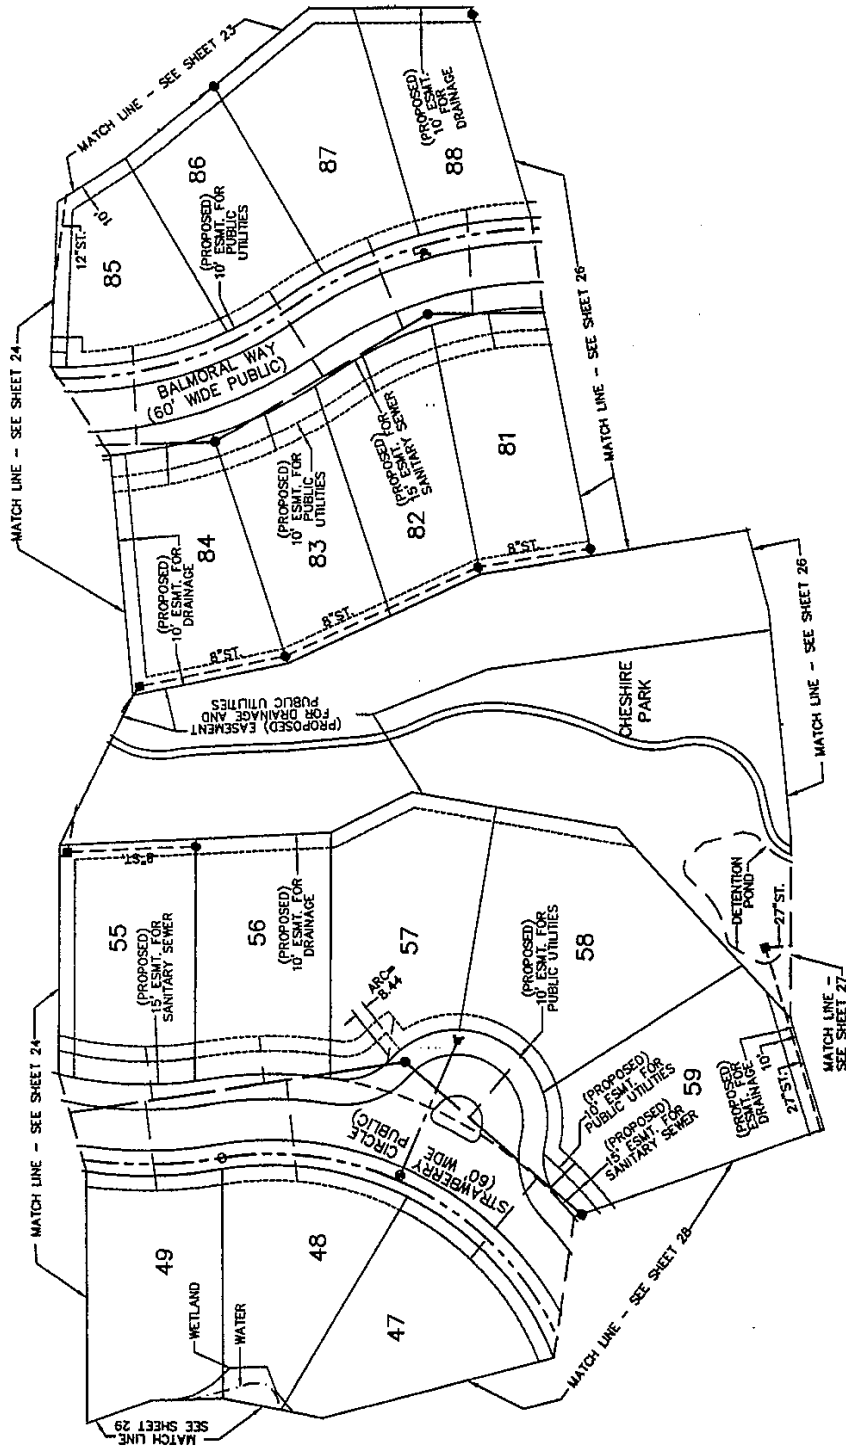 MATCH LINE - SEE SHEET 23
MATCH LINE - SEE SHEET 24
12"ST.
10'
85
86
(PROPOSED)
10' ESMT. FOR
PUBLIC
UTILITIES
87
88
(PROPOSED)
10' ESMT.
FOR
DRAINAGE
BALMORAL WAY
(60' WIDE PUBLIC)
MATCH LINE - SEE SHEET 26
MATCH LINE - SEE SHEET 24
84
(PROPOSED)
10' ESMT. FOR
DRAINAGE
83
(PROPOSED)
10' ESMT. FOR
PUBLIC
UTILITIES
82
(PROPOSED)
15' ESMT. FOR
SANITARY SEWER
81
8"ST.
8"ST.
8"ST.
(PROPOSED) EASEMENT
FOR DRAINAGE AND
PUBLIC UTILITIES
CHESHIRE
PARK
MATCH LINE - SEE SHEET 26
DETENTION
POND
27"ST.
MATCH LINE -
SEE SHEET 27
MATCH LINE - SEE SHEET 24
8"ST.
55
(PROPOSED)
15' ESMT. FOR
SANITARY SEWER
56
(PROPOSED)
10' ESMT. FOR
DRAINAGE
57
ARC=
8.44
58
(PROPOSED)
10' ESMT. FOR
PUBLIC UTILITIES
59
(PROPOSED)
10' ESMT. FOR
PUBLIC UTILITIES
(PROPOSED)
15' ESMT. FOR
SANITARY SEWER
(PROPOSED)
ESMT. FOR
DRAINAGE
10'
27"ST.
STRAWBERRY CIRCLE
(60' WIDE PUBLIC)
49
48
47
WETLAND
WATER
MATCH LINE - SEE SHEET 28
MATCH LINE
SEE SHEET 29